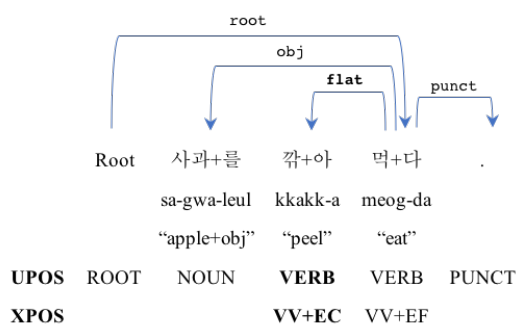 root
obj
flat
punct
Root 사과+를 깎+아 먹+다 .
sa-gwa-leul kkakk-a meog-da
“apple+obj” “peel” “eat”
UPOS ROOT NOUN VERB VERB PUNCT
XPOS VV+EC VV+EF